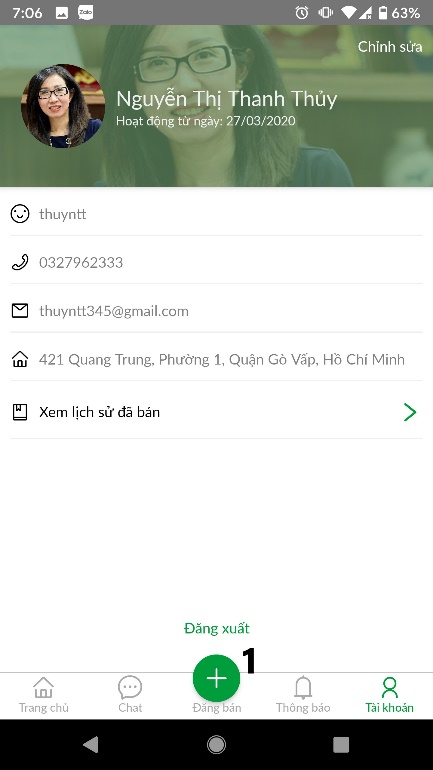 7:06
Zalo
63%
Chỉnh sửa
Nguyễn Thị Thanh Thủy
Hoạt động từ ngày: 27/03/2020
thuyntt
0327962333
thuyntt345@gmail.com
421 Quang Trung, Phường 1, Quận Gò Vấp, Hồ Chí Minh
Xem lịch sử đã bán
Đăng xuất
1
Trang chủ
Chat
Đăng bán
Thông báo
Tài khoản